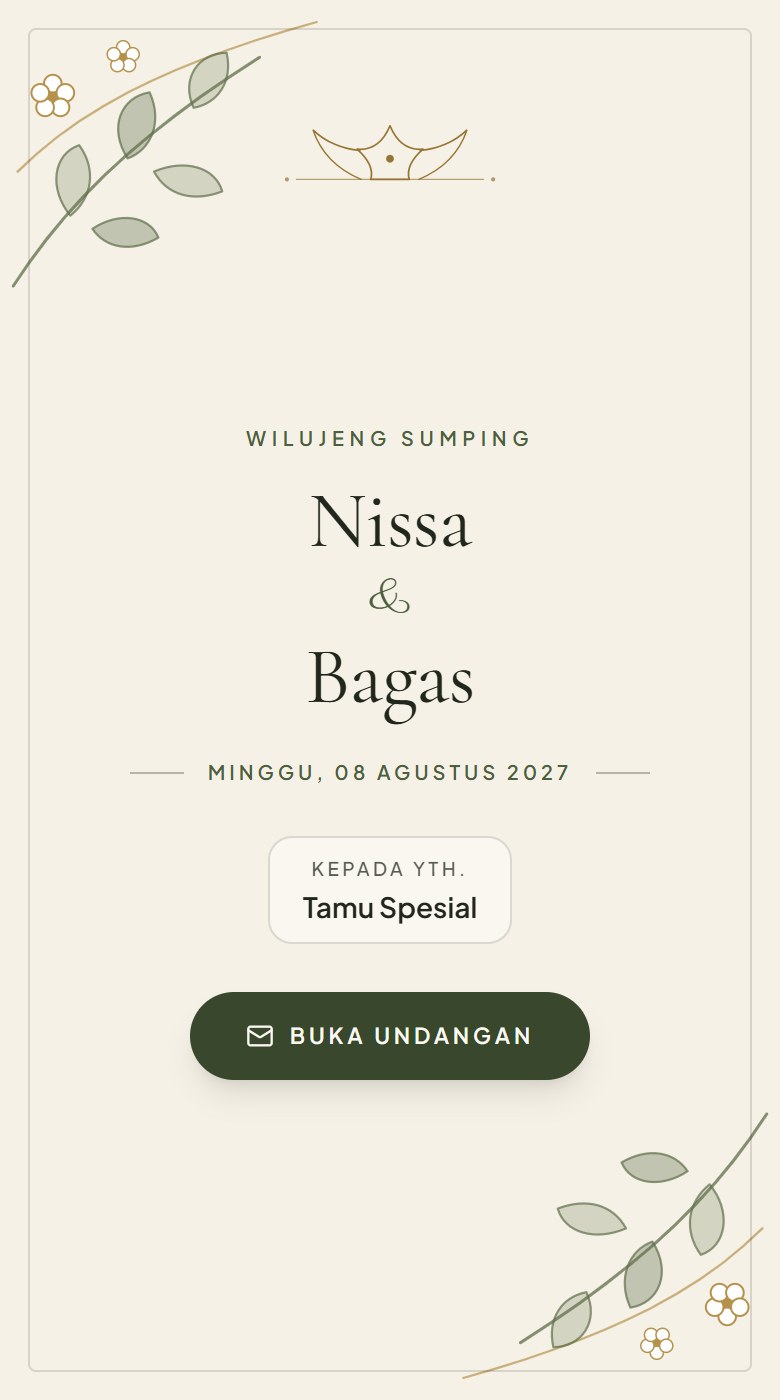 WILUJENG SUMPING
Nissa
&
Bagas
MINGGU, 08 AGUSTUS 2027
KEPADA YTH.
Tamu Spesial
BUKA UNDANGAN